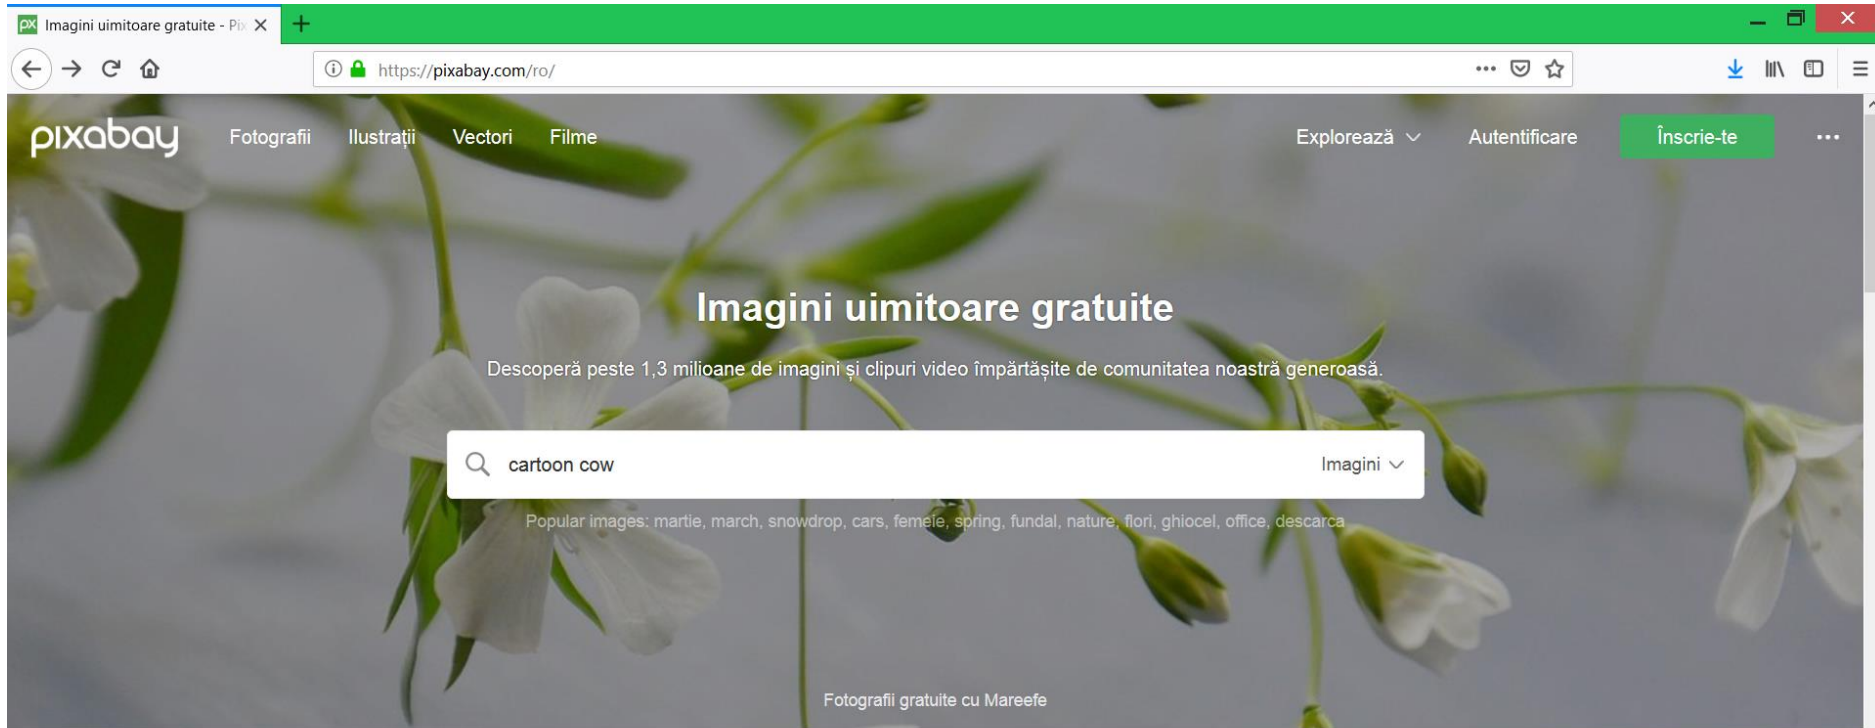 Imagini uimitoare gratuite - Pix
https://pixabay.com/ro/
pixabay Fotografii Ilustrații Vectori Filme Explorează Autentificare Înscrie-te
Imagini uimitoare gratuite
Descoperă peste 1,3 milioane de imagini și clipuri video împărtășite de comunitatea noastră generoasă.
cartoon cow Imagini
Popular images: martie, march, snowdrop, cars, femeie, spring, fundal, nature, flori, ghiocel, office, descarca
Fotografii gratuite cu Mareefe